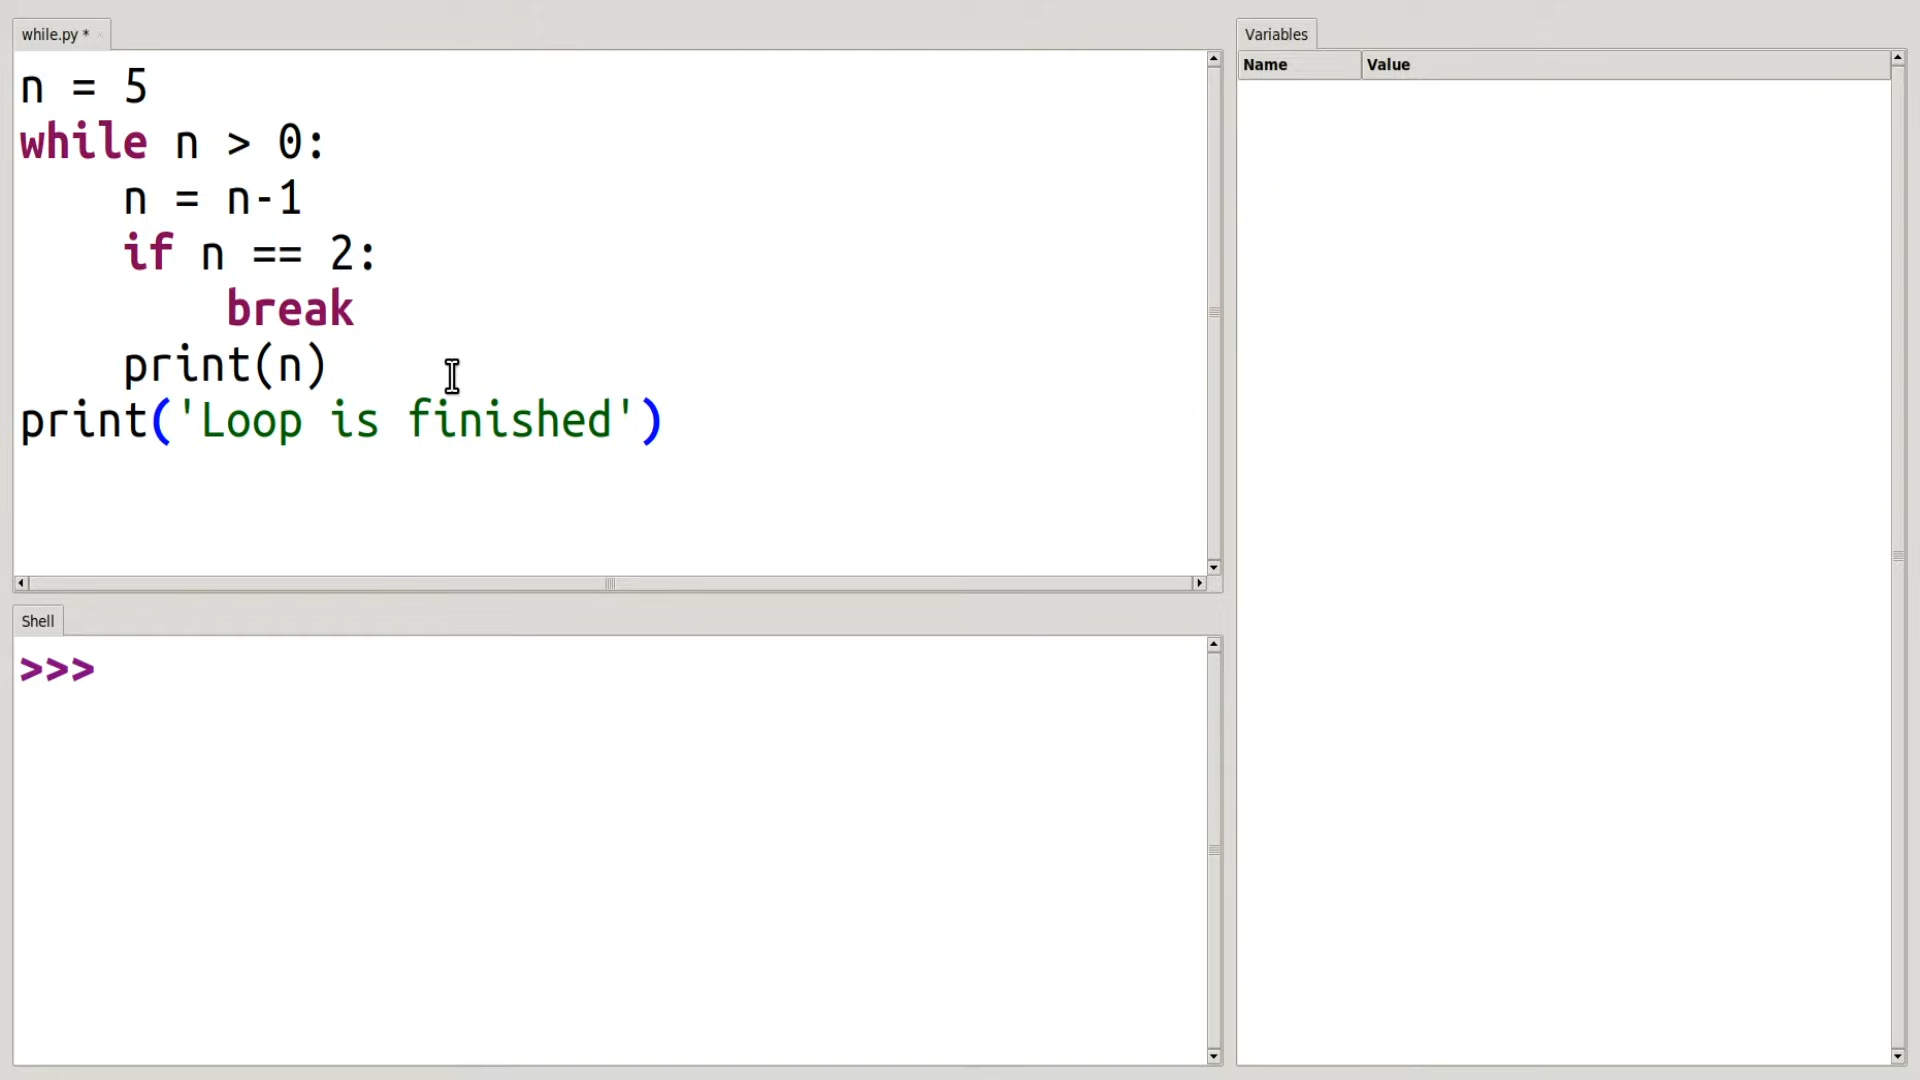 while.py *
n = 5
while n > 0:
    n = n-1
    if n == 2:
        break
    print(n)
print('Loop is finished')
Shell
>>>
Variables
Name Value